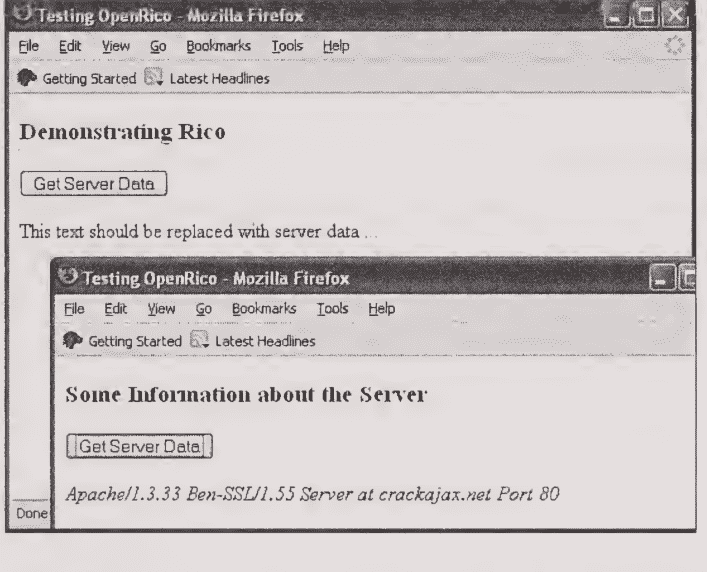 Testing OpenRico - Mozilla Firefox
File Edit View Go Bookmarks Tools Help
Getting Started Latest Headlines
Demonstrating Rico
Get Server Data
This text should be replaced with server data ...
Testing OpenRico - Mozilla Firefox
File Edit View Go Bookmarks Tools Help
Getting Started Latest Headlines
Some Information about the Server
Get Server Data
Apache/1.3.33 Ben-SSL/1.55 Server at crackajax.net Port 80
Done